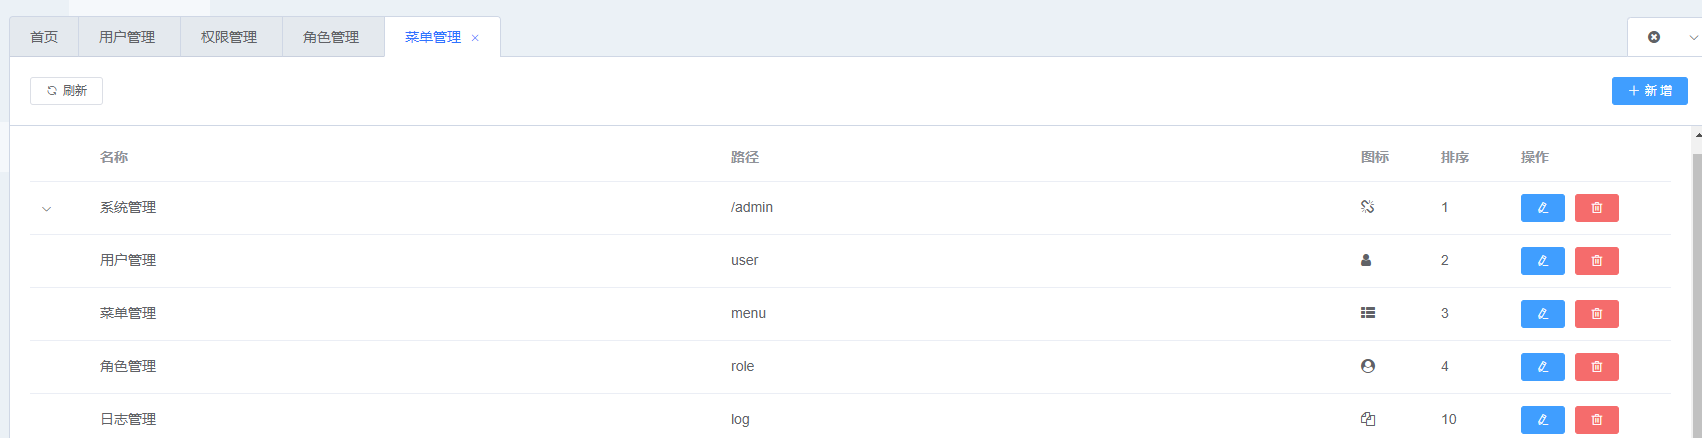 首页 用户管理 权限管理 角色管理 菜单管理
刷新 新增
名称 路径 图标 排序 操作
系统管理 /admin 1
用户管理 user 2
菜单管理 menu 3
角色管理 role 4
日志管理 log 10